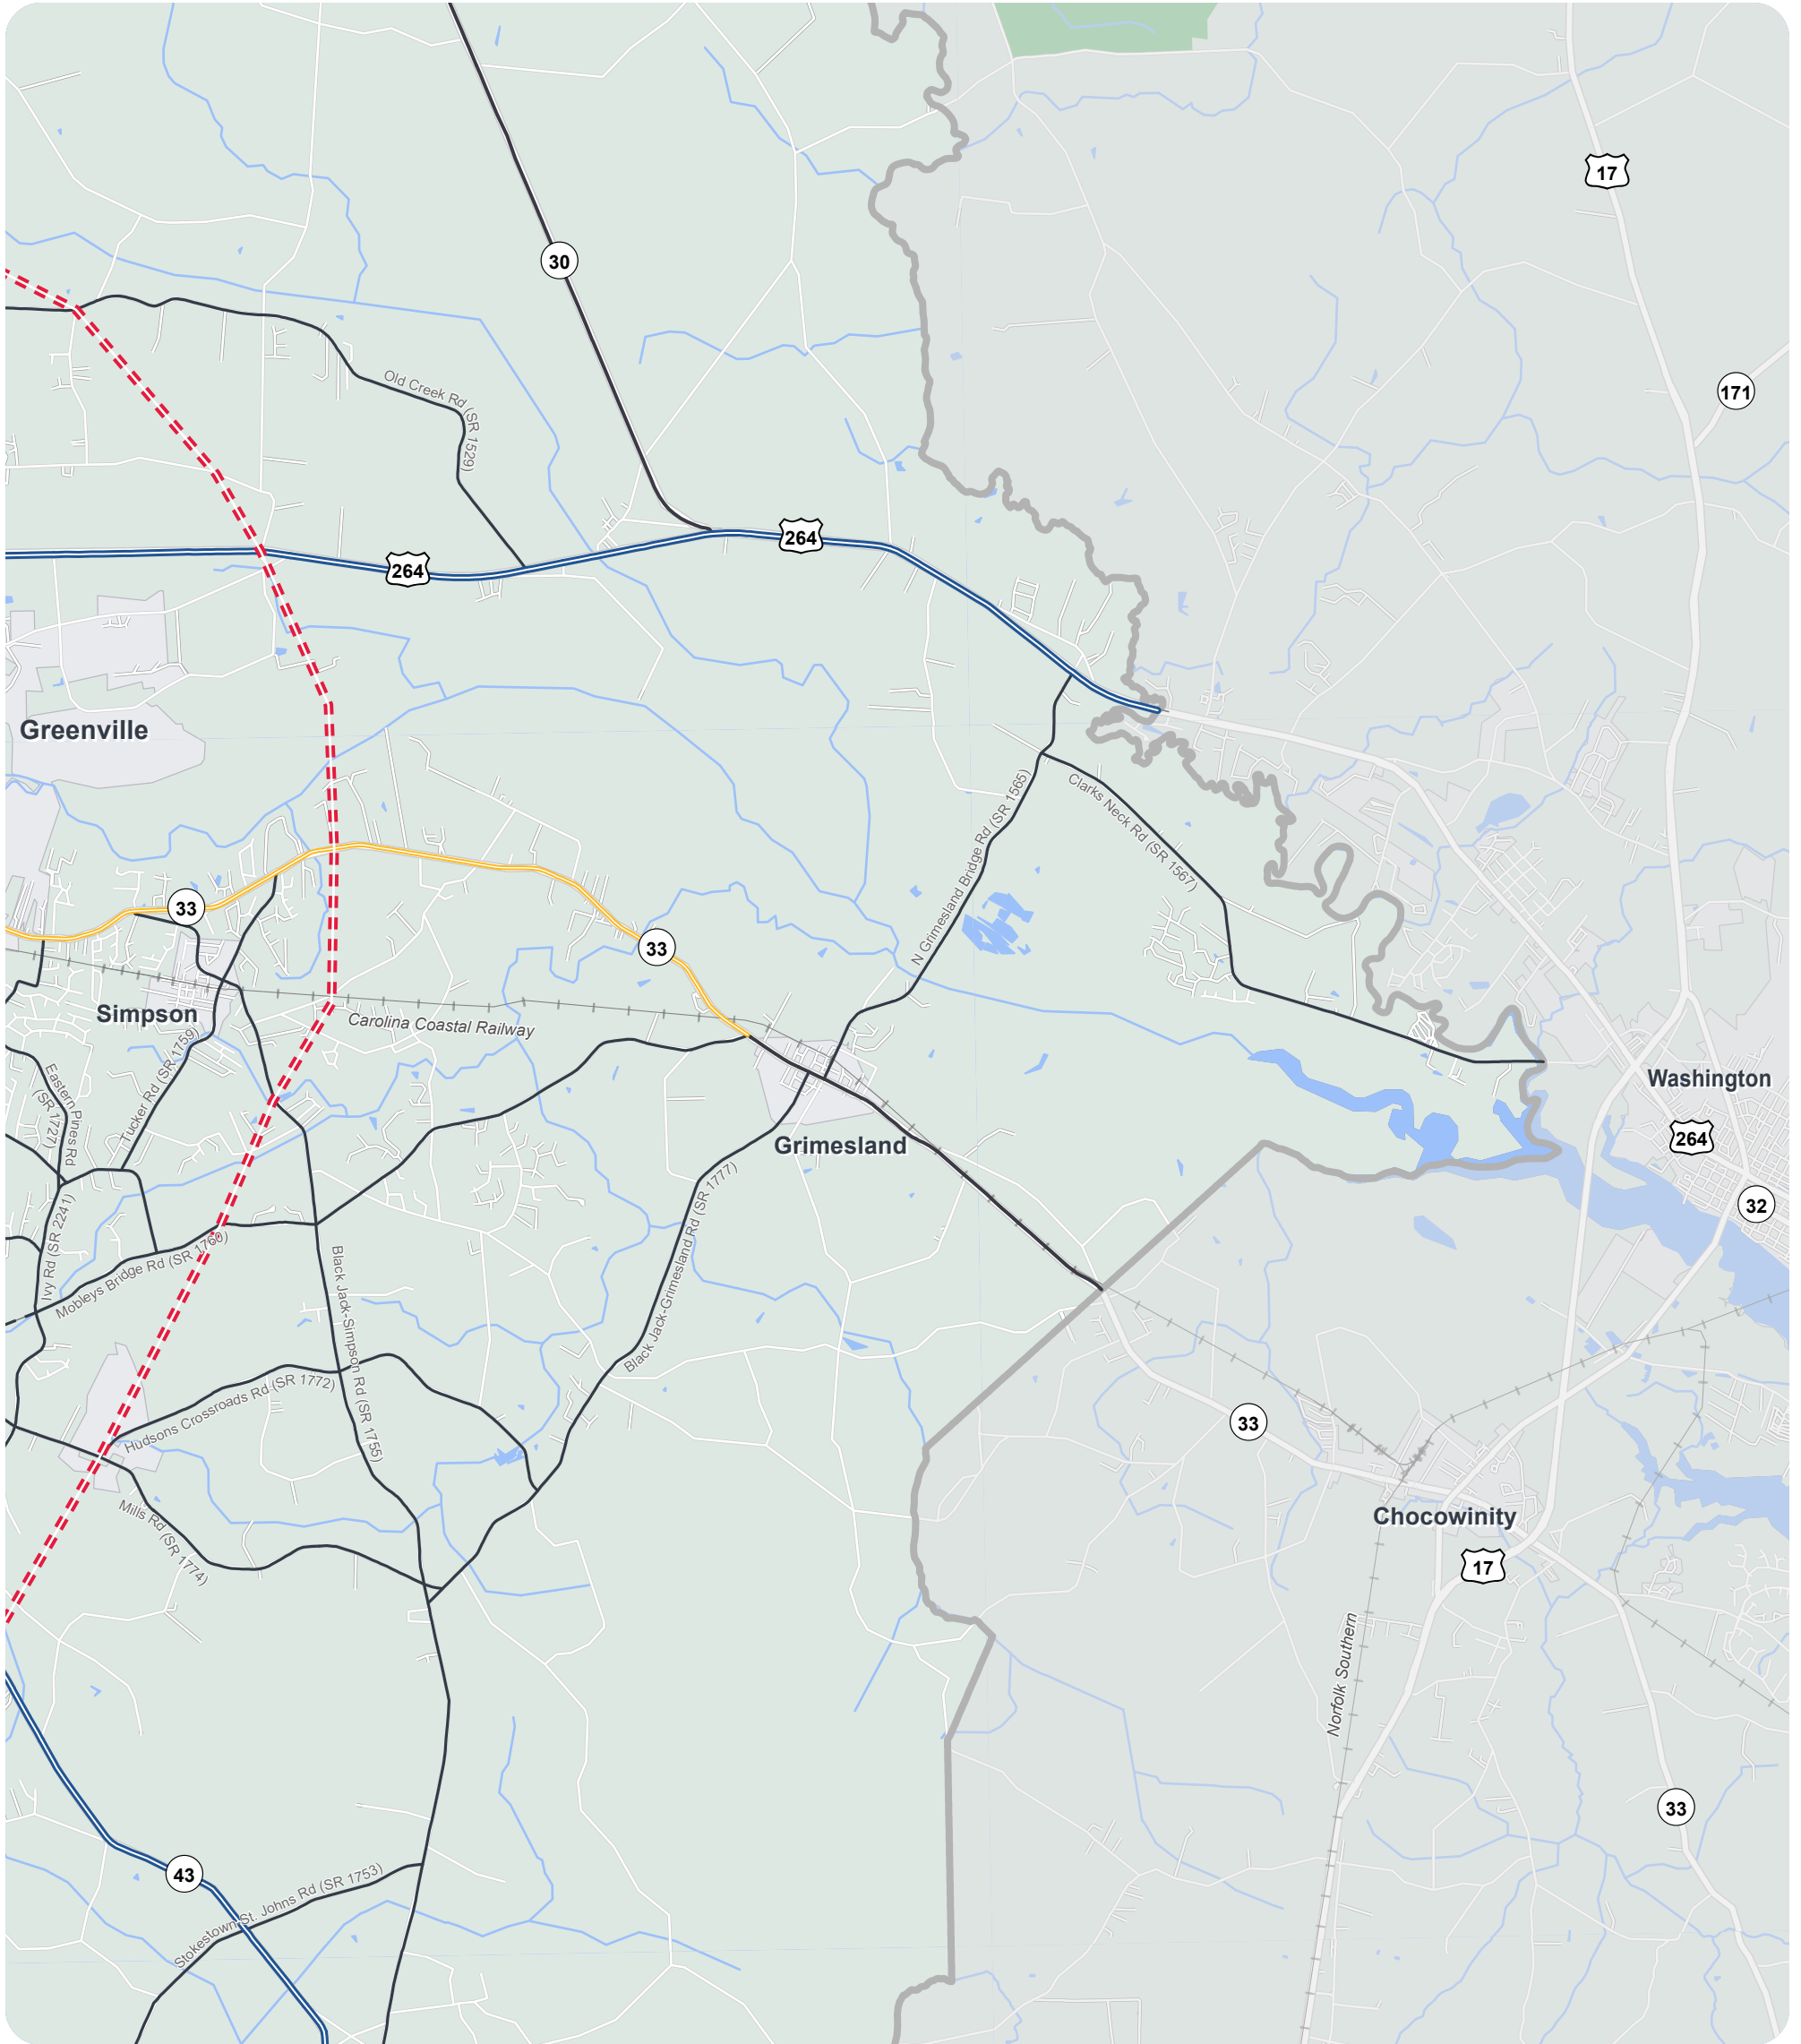 17
30
171
Old Creek Rd (SR 1529)
264
264
Greenville
Clarks Neck Rd (SR 1567)
N Grimesland Bridge Rd (SR 1565)
33
33
Simpson
Carolina Coastal Railway
Tucker Rd (SR 1759)
Eastern Pines Rd
(SR 1727)
Washington
264
Grimesland
32
Black Jack-Grimesland Rd (SR 1777)
Ivy Rd (SR 2241)
Mobleys Bridge Rd (SR 1760)
Black Jack-Simpson Rd (SR 1755)
Hudsons Crossroads Rd (SR 1772)
33
Mills Rd (SR 1774)
Chocowinity
17
Norfolk Southern
33
43
Stokestown St. Johns Rd (SR 1753)